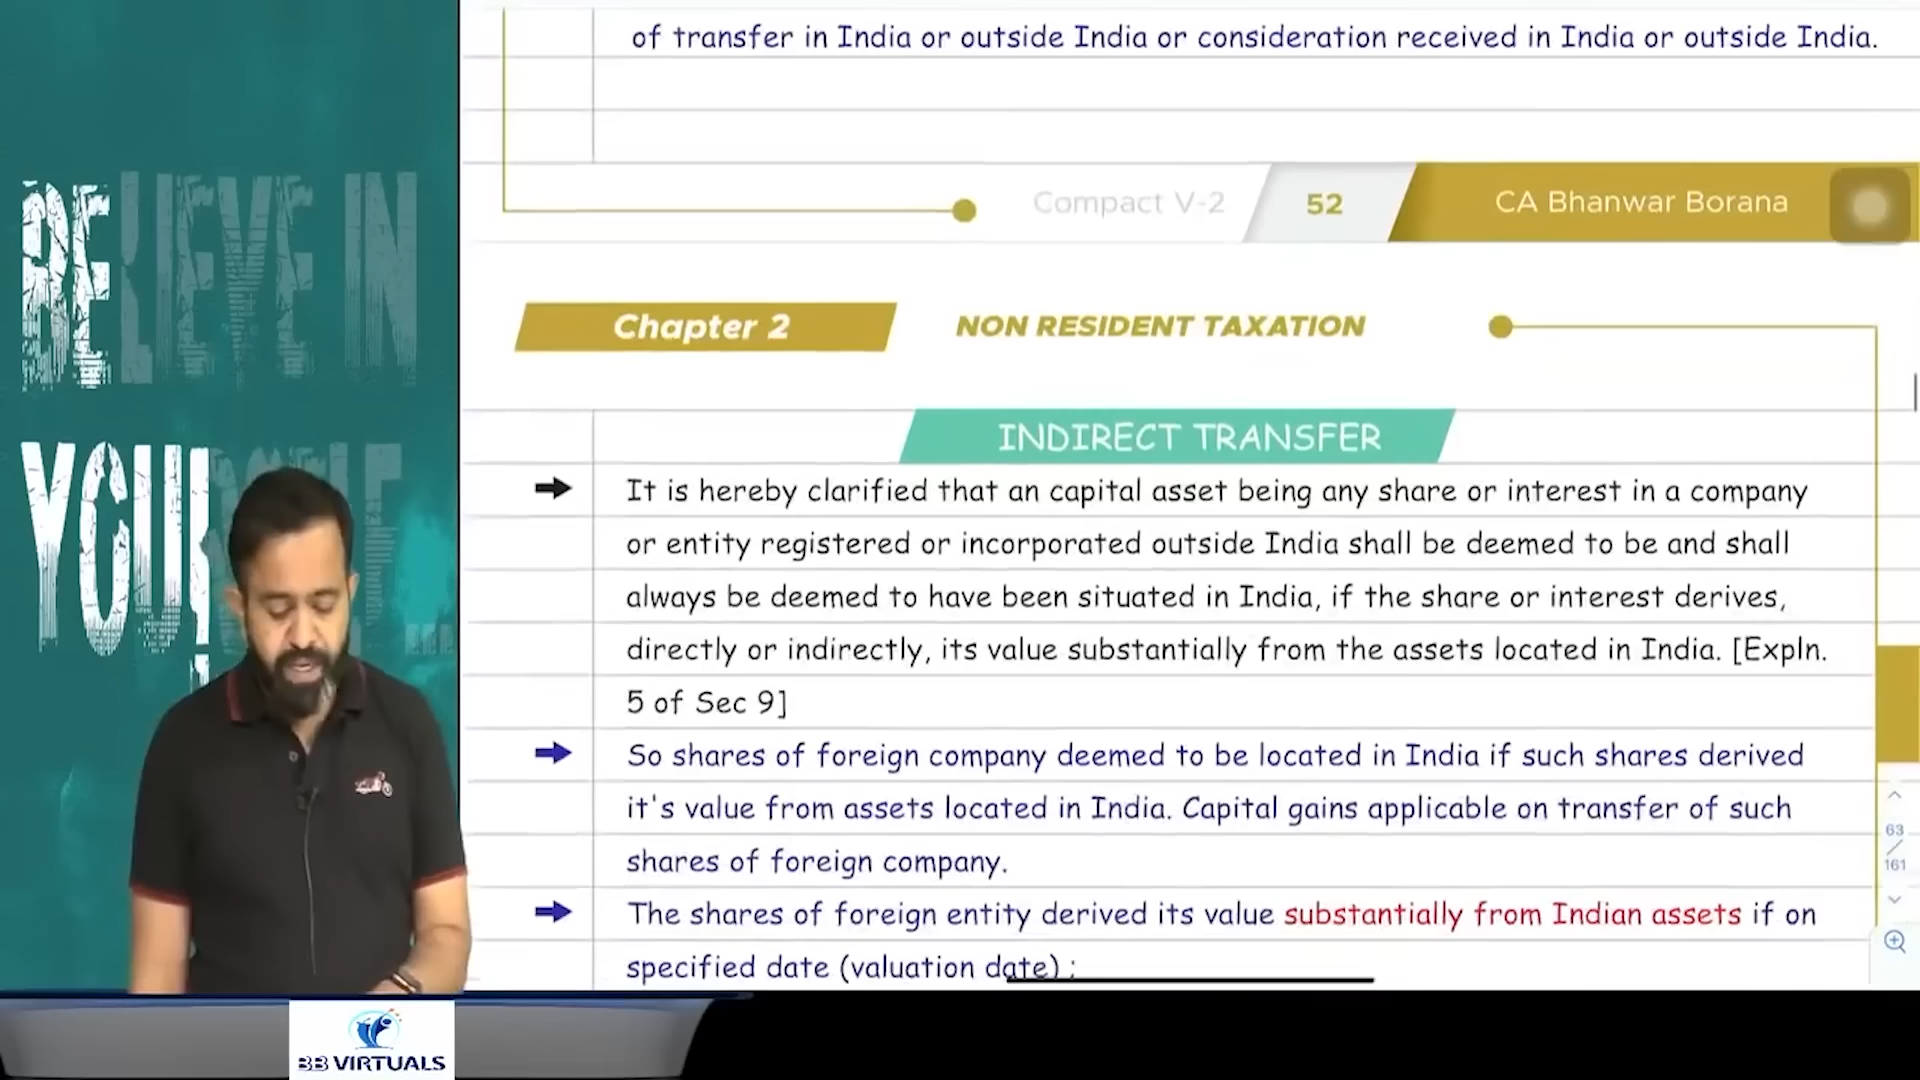 of transfer in India or outside India or consideration received in India or outside India.
Compact V-2
52
CA Bhanwar Borana
Chapter 2
NON RESIDENT TAXATION
INDIRECT TRANSFER
It is hereby clarified that an capital asset being any share or interest in a company
or entity registered or incorporated outside India shall be deemed to be and shall
always be deemed to have been situated in India, if the share or interest derives,
directly or indirectly, its value substantially from the assets located in India. [Expln.
5 of Sec 9]
So shares of foreign company deemed to be located in India if such shares derived
it's value from assets located in India. Capital gains applicable on transfer of such
shares of foreign company.
The shares of foreign entity derived its value substantially from Indian assets if on
specified date (valuation date) :
63
/
161
BELIEVE IN
YOU
BB VIRTUALS